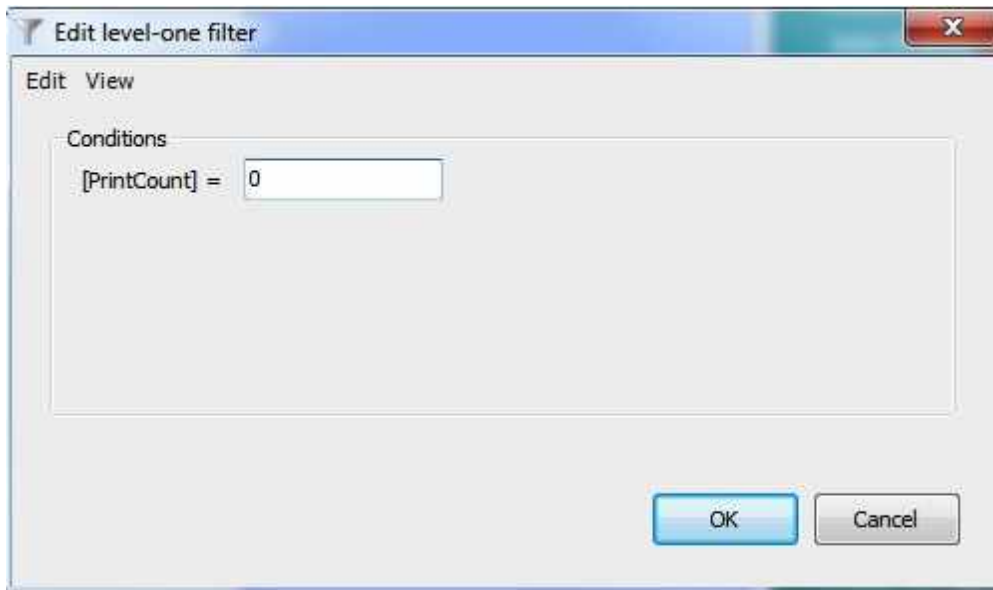 Edit level-one filter
Edit View
Conditions
[PrintCount] = 0
OK Cancel